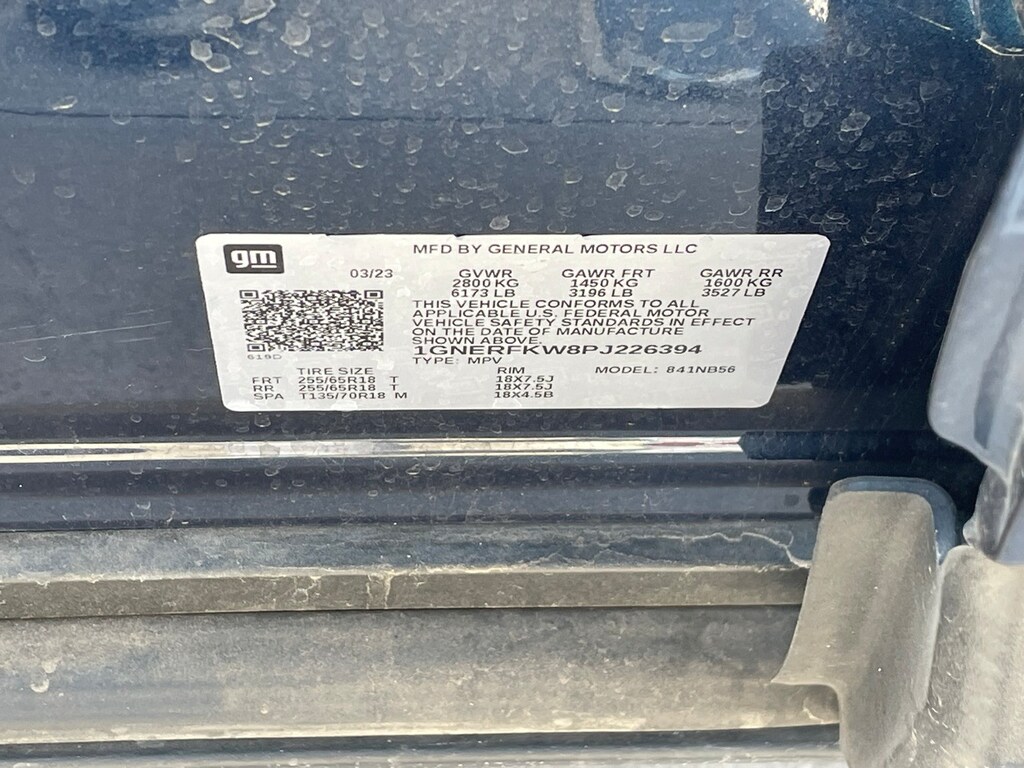 gm
MFD BY GENERAL MOTORS LLC
03/23 GVWR GAWR FRT GAWR RR
2800 KG 1450 KG 1600 KG
6173 LB 3196 LB 3527 LB
THIS VEHICLE CONFORMS TO ALL
APPLICABLE U.S. FEDERAL MOTOR
VEHICLE SAFETY STANDARDS IN EFFECT
ON THE DATE OF MANUFACTURE
SHOWN ABOVE.
1GNERFKW8PJ226394
619D
TYPE: MPV MODEL: 841NB56
TIRE SIZE RIM
FRT 255/65R18 T 18X7.5J
RR 255/65R18 T 18X7.5J
SPA T135/70R18 M 18X4.5B